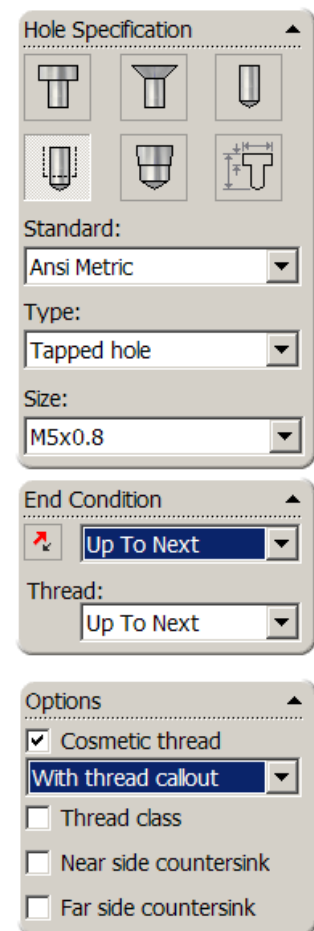 Hole Specification
Standard:
Ansi Metric
Type:
Tapped hole
Size:
M5x0.8
End Condition
Up To Next
Thread:
Up To Next
Options
Cosmetic thread
With thread callout
Thread class
Near side countersink
Far side countersink